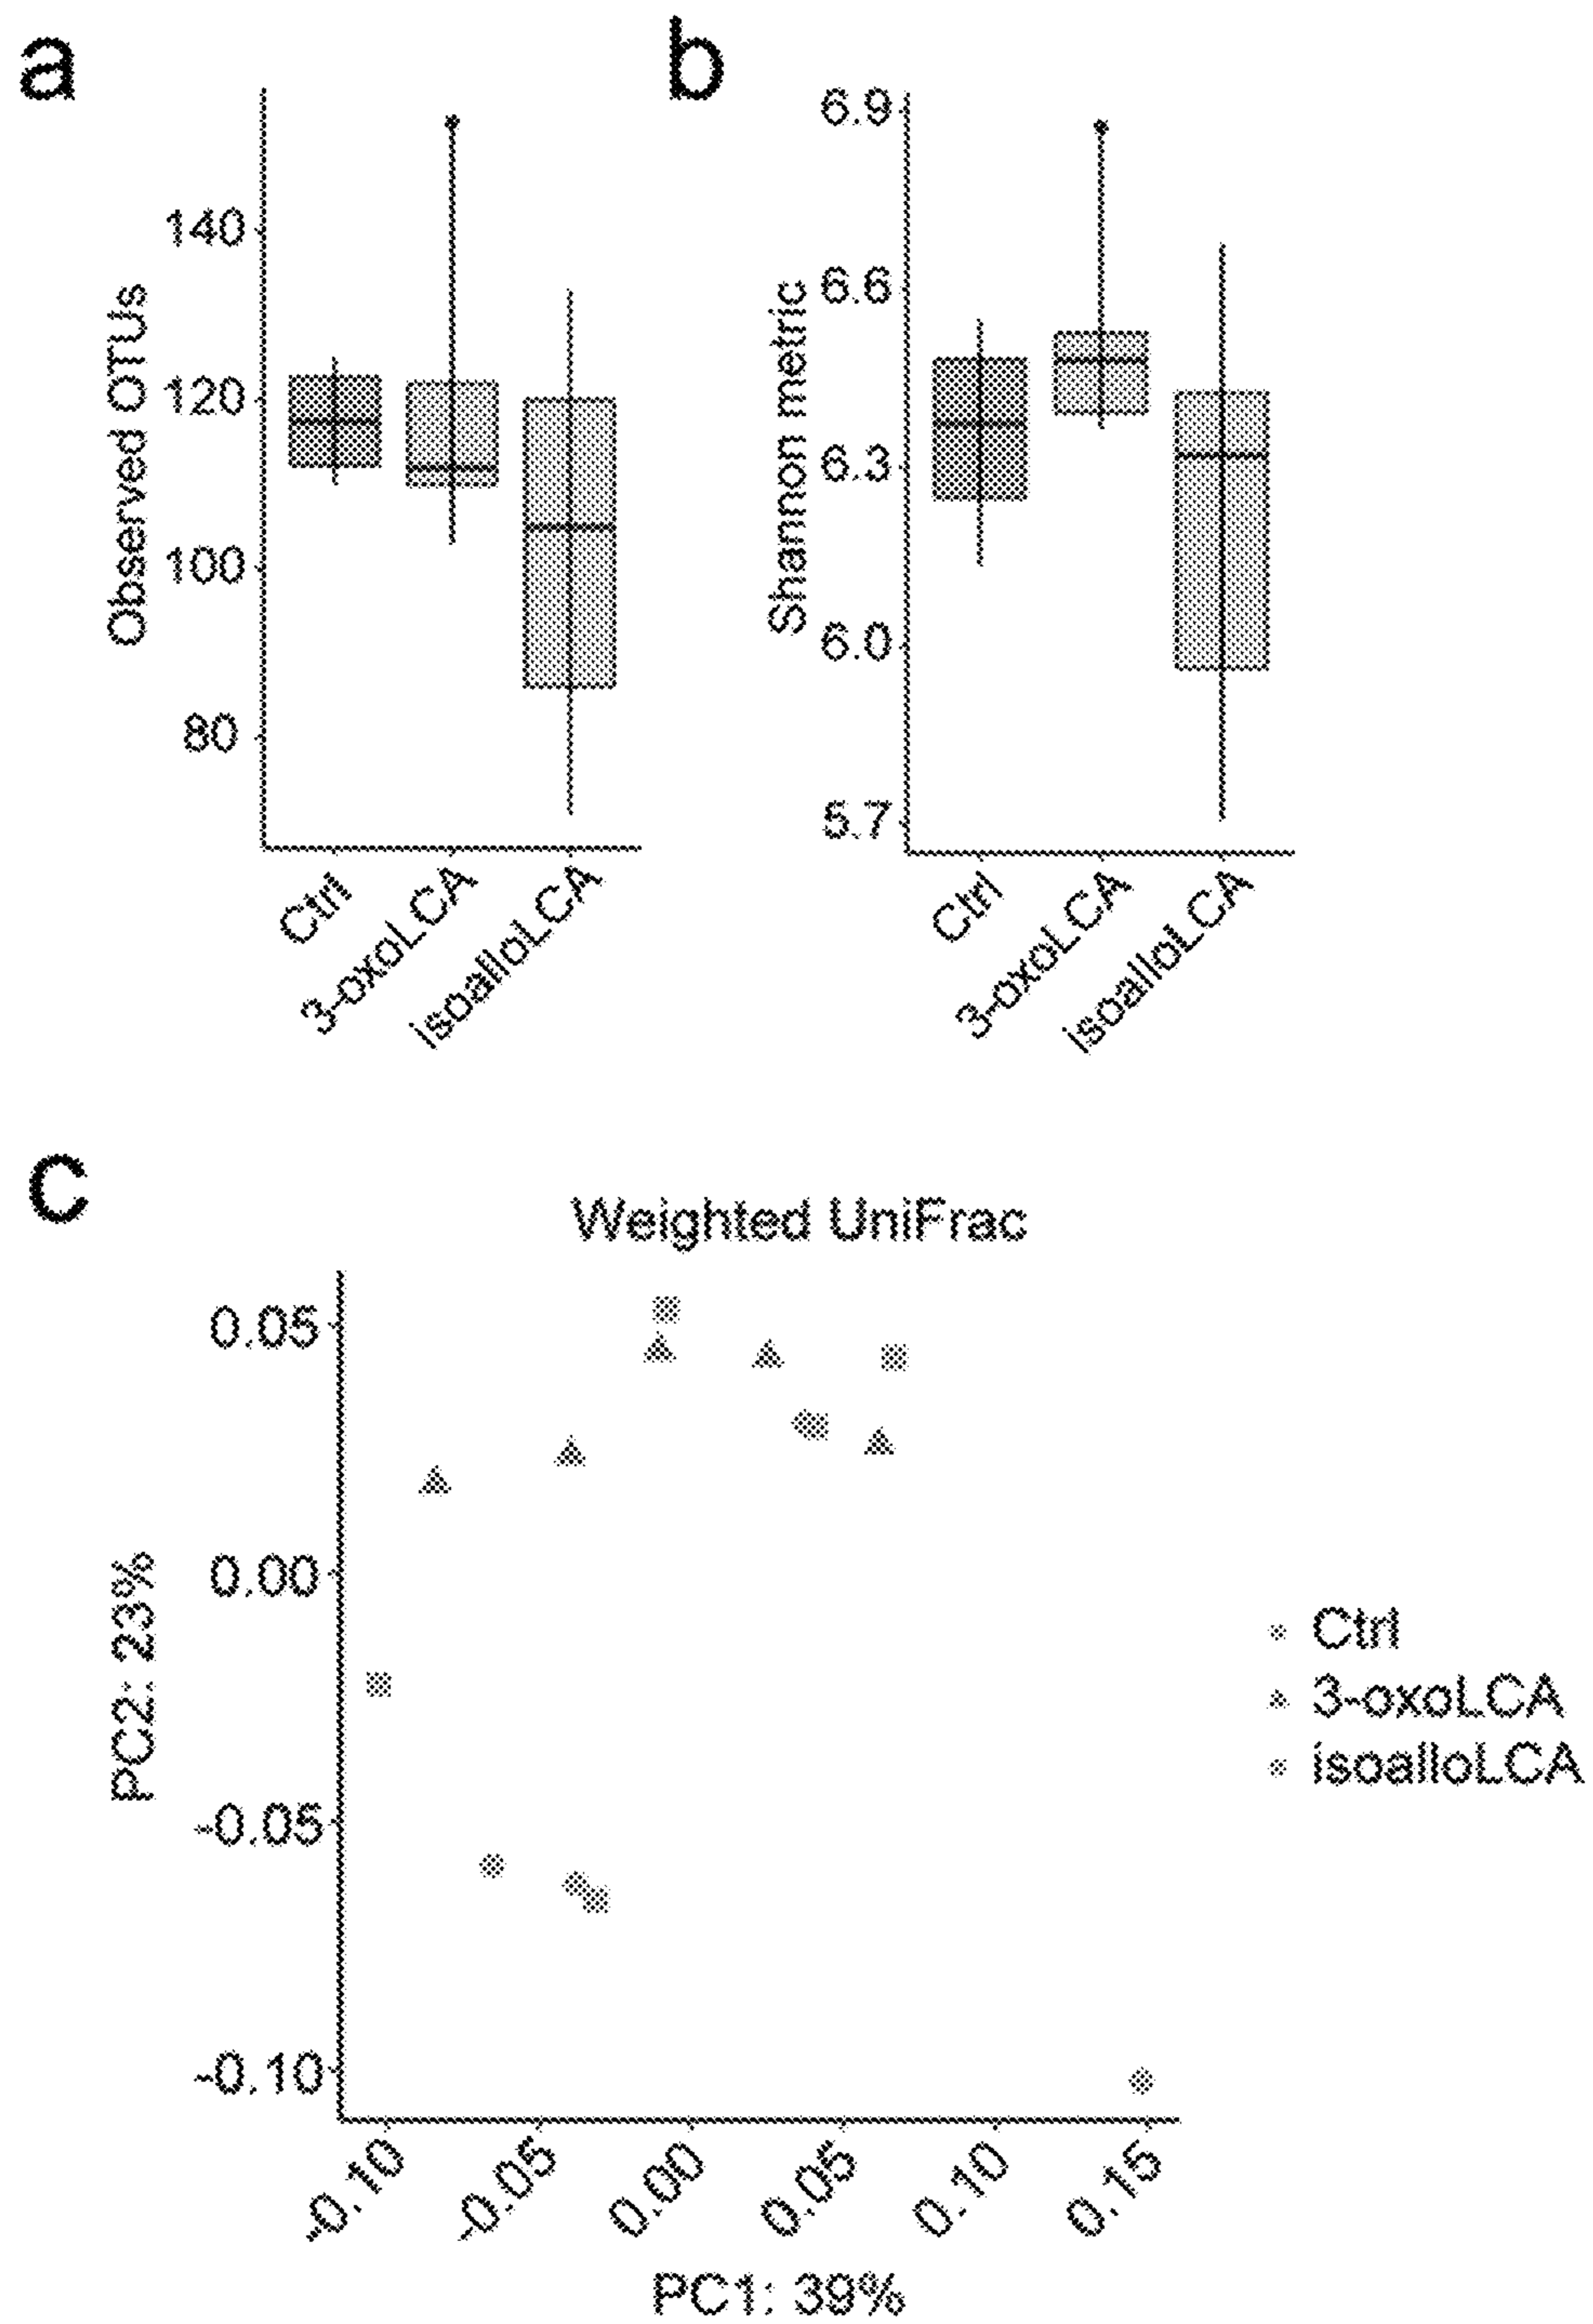 a
Observed OTUs
140
120
100
80
Ctrl
3-oxoLCA
isoalloLCA
b
Shannon metric
6.9
6.6
6.3
6.0
5.7
Ctrl
3-oxoLCA
isoalloLCA
c
Weighted UniFrac
PC2: 23%
0.05
0.00
-0.05
-0.10
-0.10
-0.05
0.00
0.05
0.10
0.15
PC1: 39%
Ctrl
3-oxoLCA
isoalloLCA